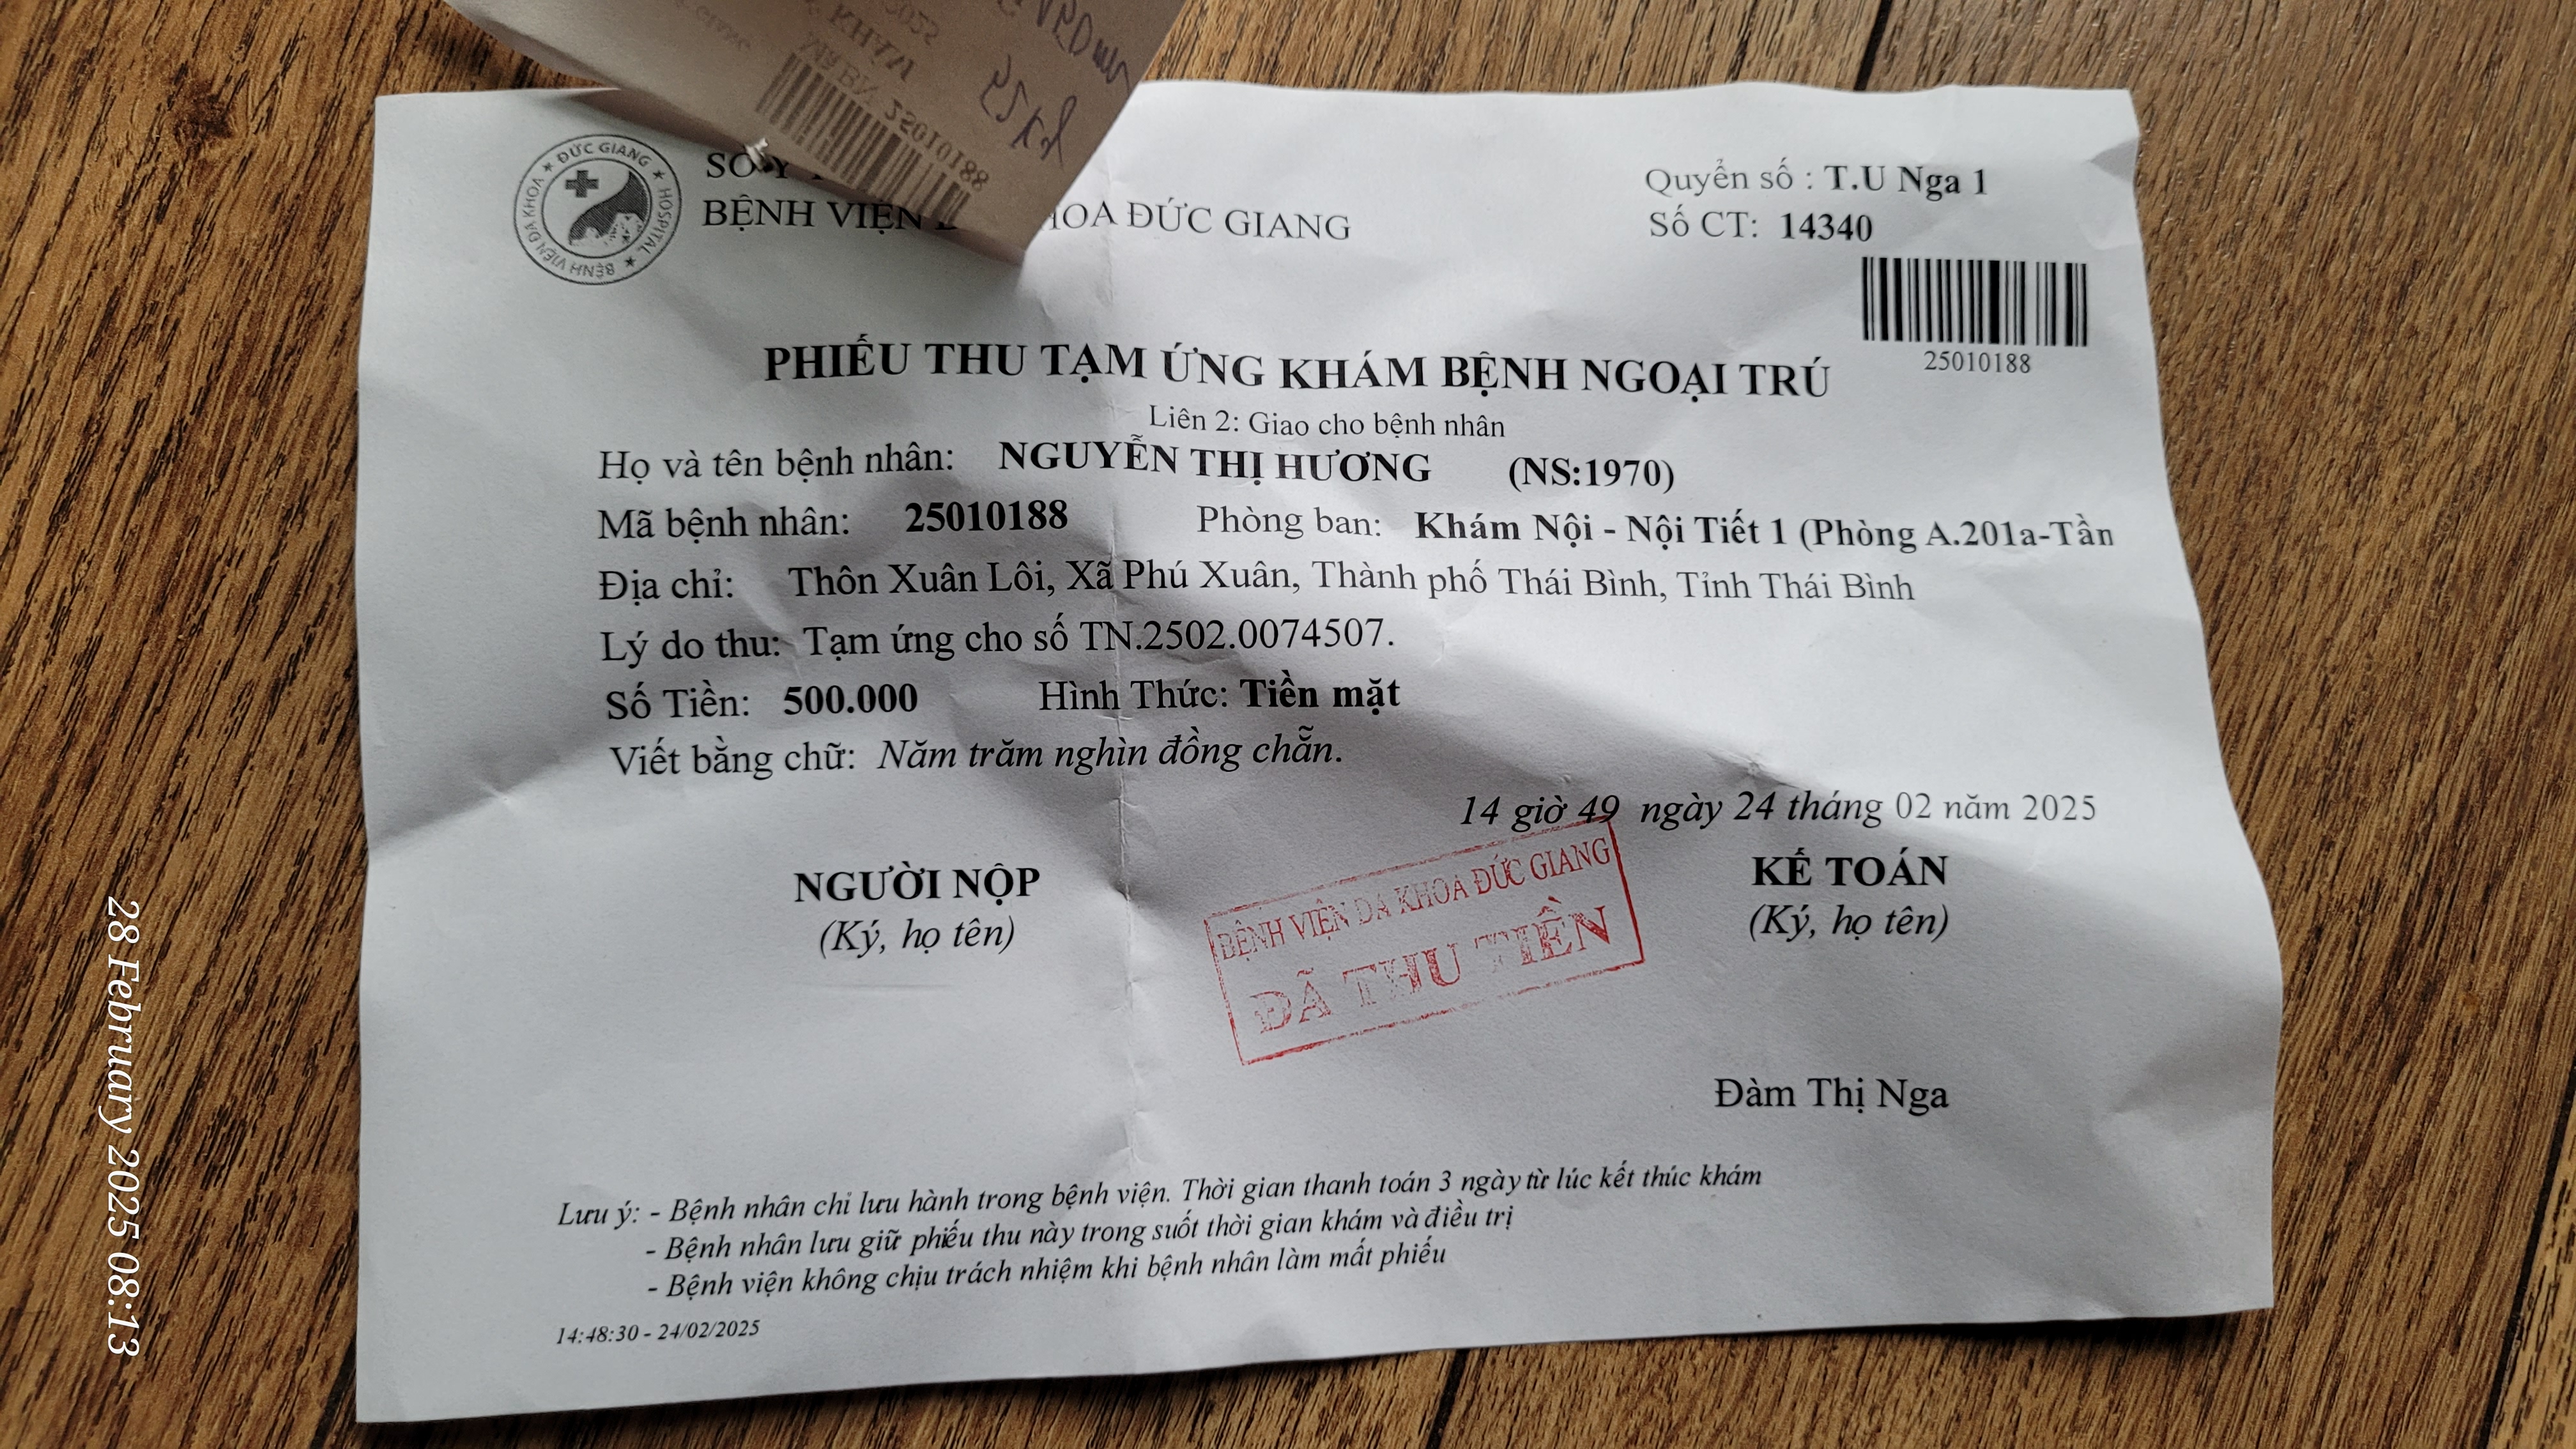 BỆNH VIỆN ĐA KHOA ĐỨC GIANG
ĐỨC GIANG ★ HOSPITAL ★ BỆNH VIỆN ĐA KHOA ★
SỞ Y
BỆNH VIỆN HOA ĐỨC GIANG
Quyển số : T.U Nga 1
Số CT: 14340
25010188
PHIẾU THU TẠM ỨNG KHÁM BỆNH NGOẠI TRÚ
Liên 2: Giao cho bệnh nhân
Họ và tên bệnh nhân: NGUYỄN THỊ HƯƠNG (NS:1970)
Mã bệnh nhân: 25010188 Phòng ban: Khám Nội - Nội Tiết 1 (Phòng A.201a-Tần
Địa chỉ: Thôn Xuân Lôi, Xã Phú Xuân, Thành phố Thái Bình, Tỉnh Thái Bình
Lý do thu: Tạm ứng cho số TN.2502.0074507.
Số Tiền: 500.000 Hình Thức: Tiền mặt
Viết bằng chữ: Năm trăm nghìn đồng chẵn.
14 giờ 49 ngày 24 tháng 02 năm 2025
NGƯỜI NỘP
(Ký, họ tên)
BỆNH VIỆN ĐA KHOA ĐỨC GIANG
ĐÃ THU TIỀN
KẾ TOÁN
(Ký, họ tên)
Đàm Thị Nga
Lưu ý: - Bệnh nhân chỉ lưu hành trong bệnh viện. Thời gian thanh toán 3 ngày từ lúc kết thúc khám
- Bệnh nhân lưu giữ phiếu thu này trong suốt thời gian khám và điều trị
- Bệnh viện không chịu trách nhiệm khi bệnh nhân làm mất phiếu
14:48:30 - 24/02/2025
25010188
28 February 2025 08:13